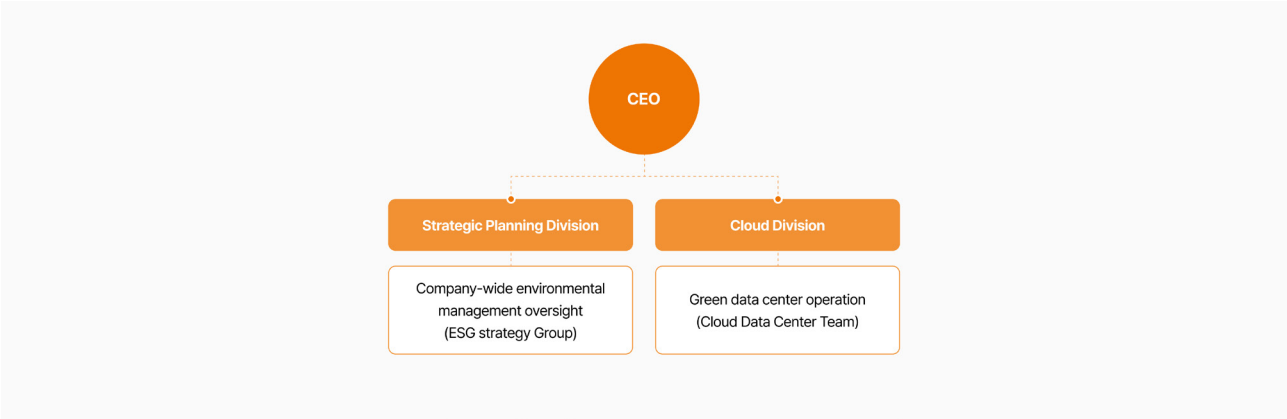 CEO
Strategic Planning Division
Cloud Division
Company-wide environmental
management oversight
(ESG strategy Group)
Green data center operation
(Cloud Data Center Team)